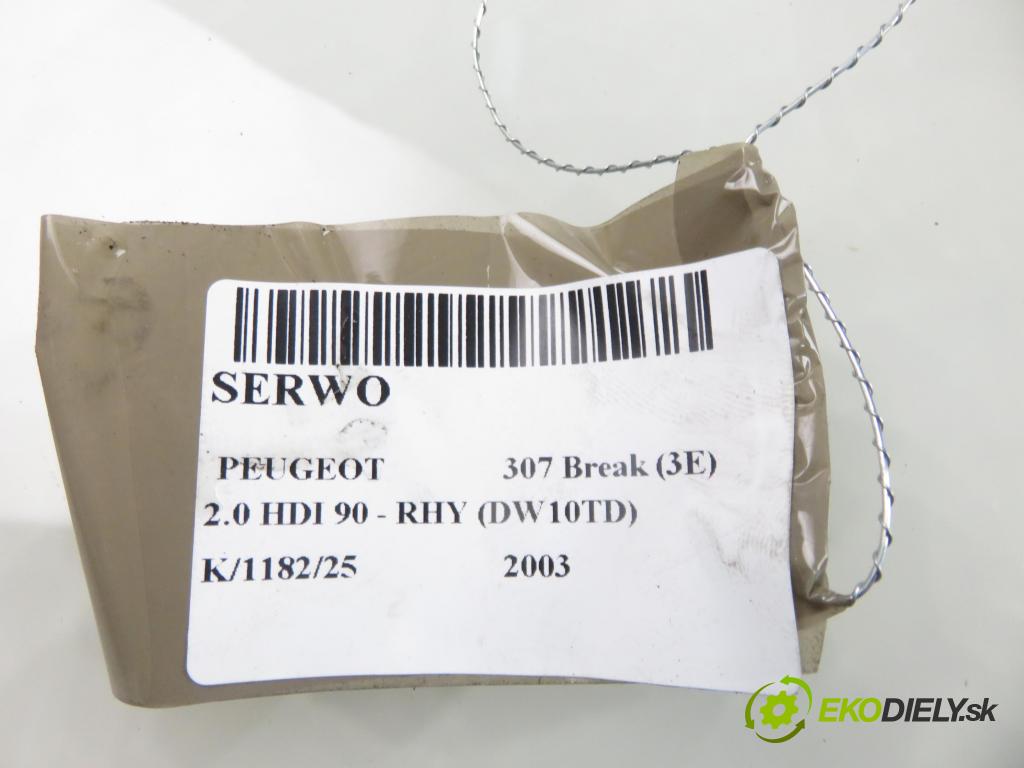 SERWO
PEUGEOT 307 Break (3E)
2.0 HDI 90 - RHY (DW10TD)
K/1182/25 2003
EKODIELY.sk